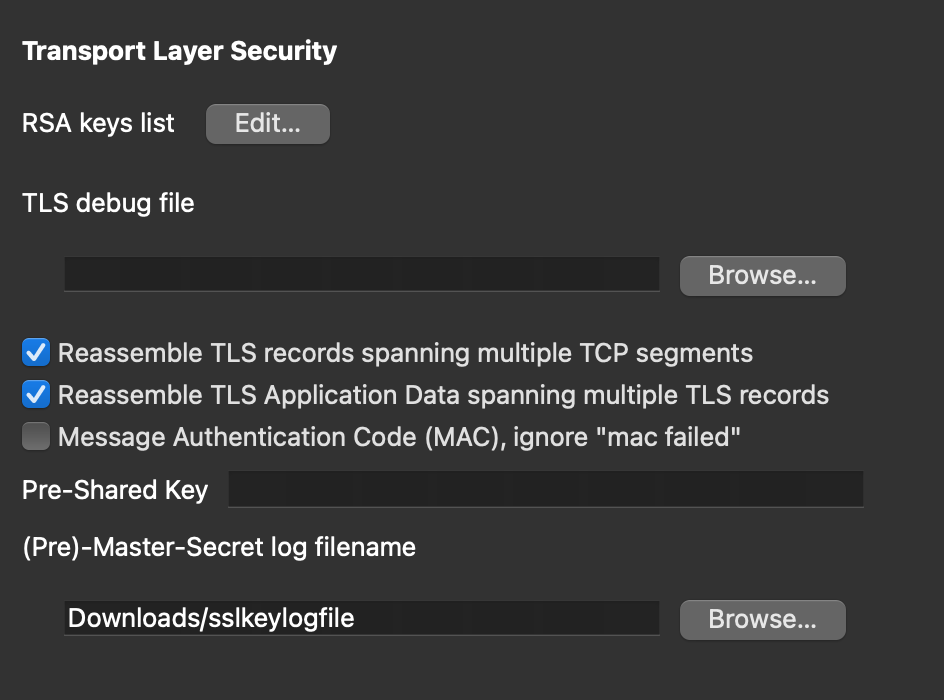 Transport Layer Security
RSA keys list Edit...
TLS debug file
Browse...
Reassemble TLS records spanning multiple TCP segments
Reassemble TLS Application Data spanning multiple TLS records
Message Authentication Code (MAC), ignore "mac failed"
Pre-Shared Key
(Pre)-Master-Secret log filename
Downloads/sslkeylogfile Browse...